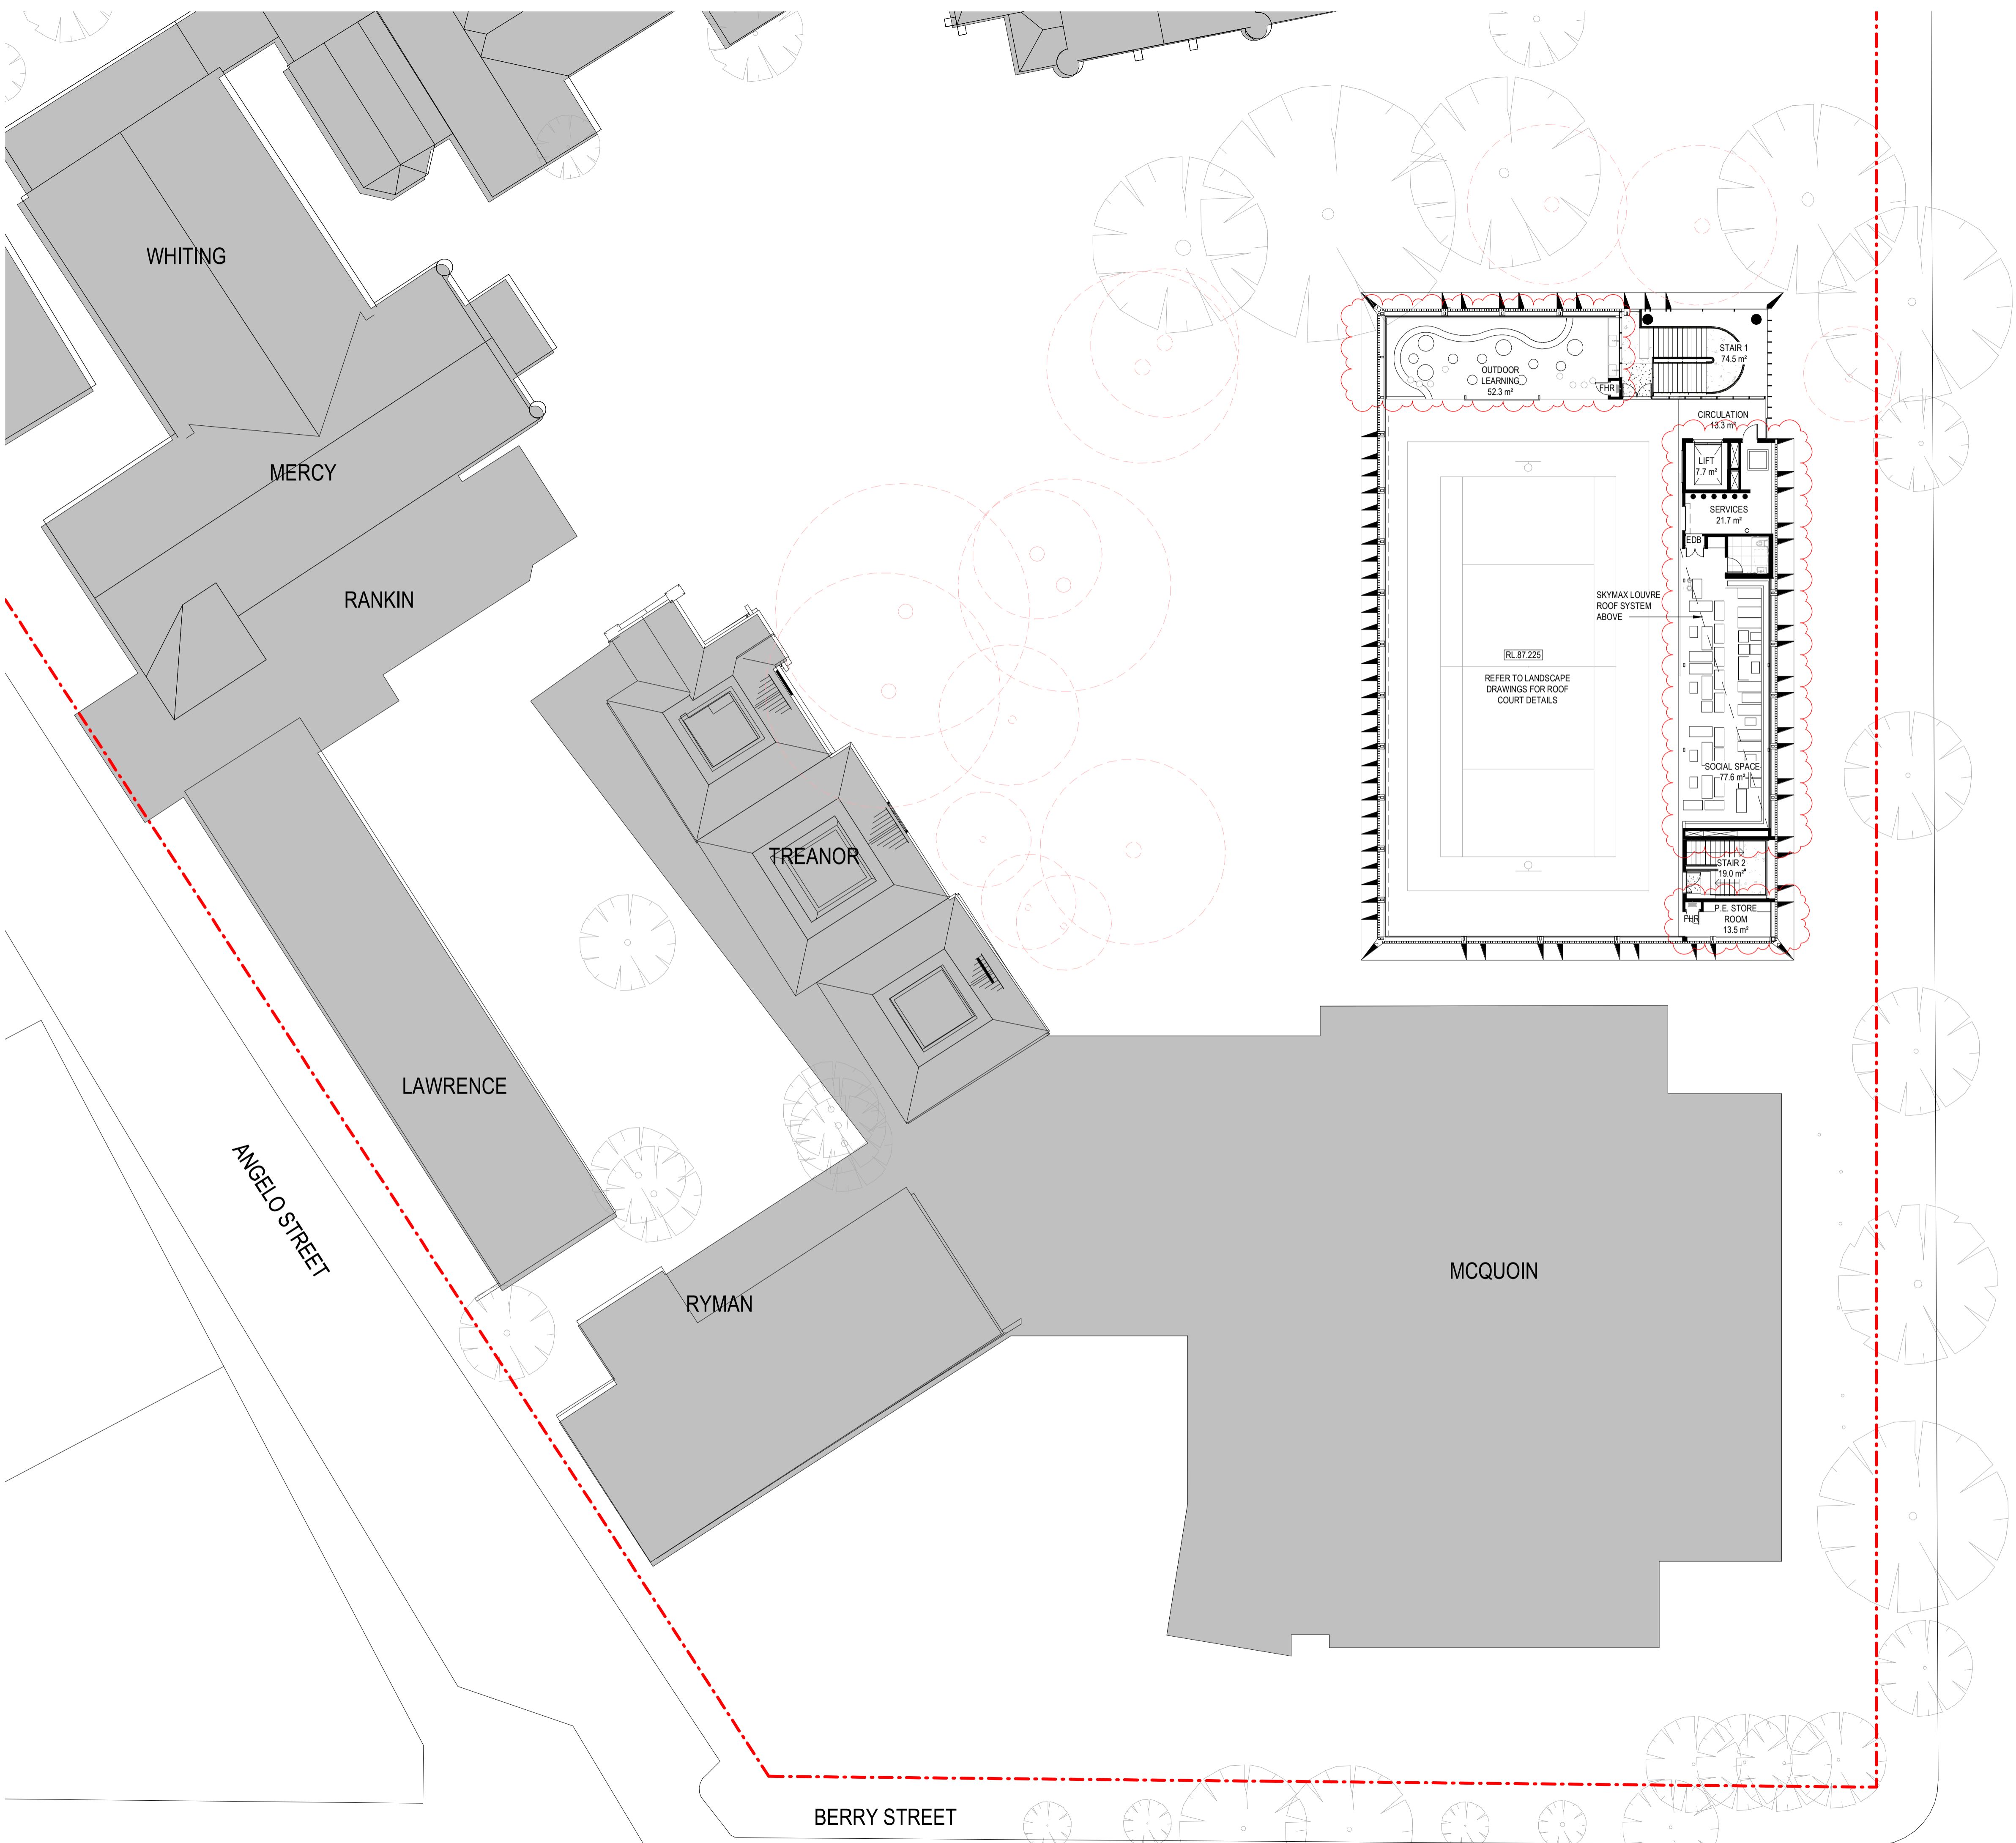 WHITING
MERCY
RANKIN
TREANOR
LAWRENCE
ANGELO STREET
RYMAN
MCQUOIN
BERRY STREET
OUTDOOR
LEARNING
52.3 m²
FHR
STAIR 1
74.5 m²
CIRCULATION
13.3 m²
LIFT
7.7 m²
SERVICES
21.7 m²
EDB
SKYMAX LOUVRE
ROOF SYSTEM
ABOVE
RL.87.225
REFER TO LANDSCAPE
DRAWINGS FOR ROOF
COURT DETAILS
SOCIAL SPACE
77.6 m²
STAIR 2
19.0 m²
P.E. STORE
ROOM
13.5 m²
FHR